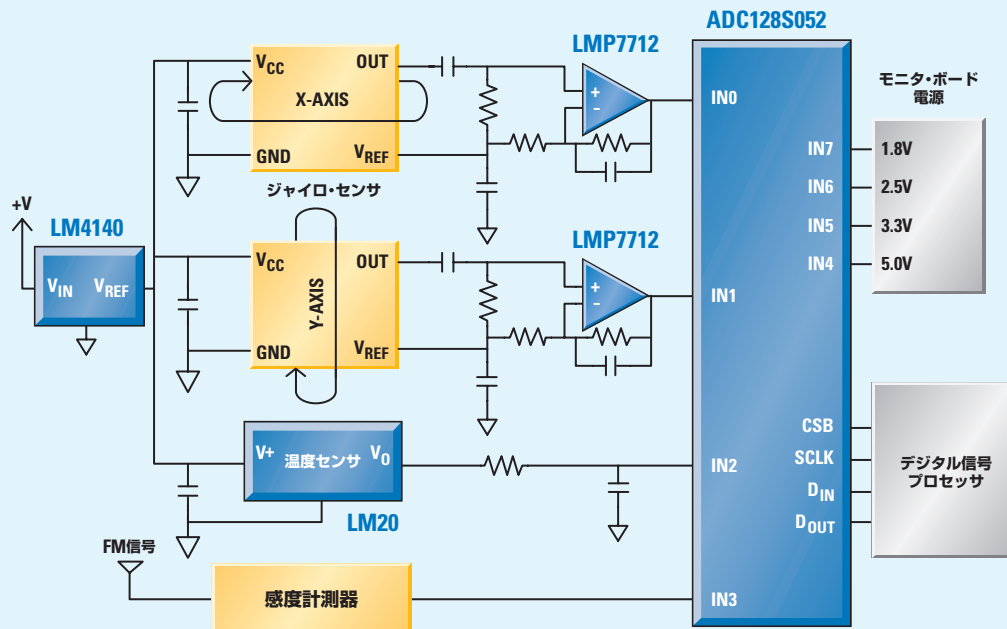 ADC128S052
LMP7712
VCC
OUT
X-AXIS
GND
VREF
+
-
IN0
モニタ・ボード
電源
IN7
1.8V
IN6
2.5V
IN5
3.3V
IN4
5.0V
ジャイロ・センサ
+V
LM4140
VIN
VREF
LMP7712
VCC
OUT
Y-AXIS
GND
VREF
+
-
IN1
V+
温度センサ
VO
LM20
IN2
CSB
SCLK
DIN
DOUT
デジタル信号
プロセッサ
FM信号
感度計測器
IN3